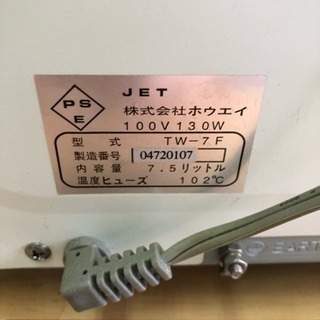 PS
E
JET
株式会社ホウエイ
100V130W
型 式 TW-7F
製造番号 04720107
内容量 7.5リットル
温度ヒューズ 102℃
EART